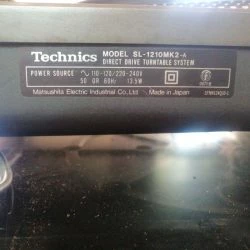 Technics MODEL SL-1210MK2-A
DIRECT DRIVE TURNTABLE SYSTEM
POWER SOURCE ∿ 110-120/220-240V
50 OR 60Hz 13.5W
Matsushita Electric Industrial Co., Ltd. Made in Japan